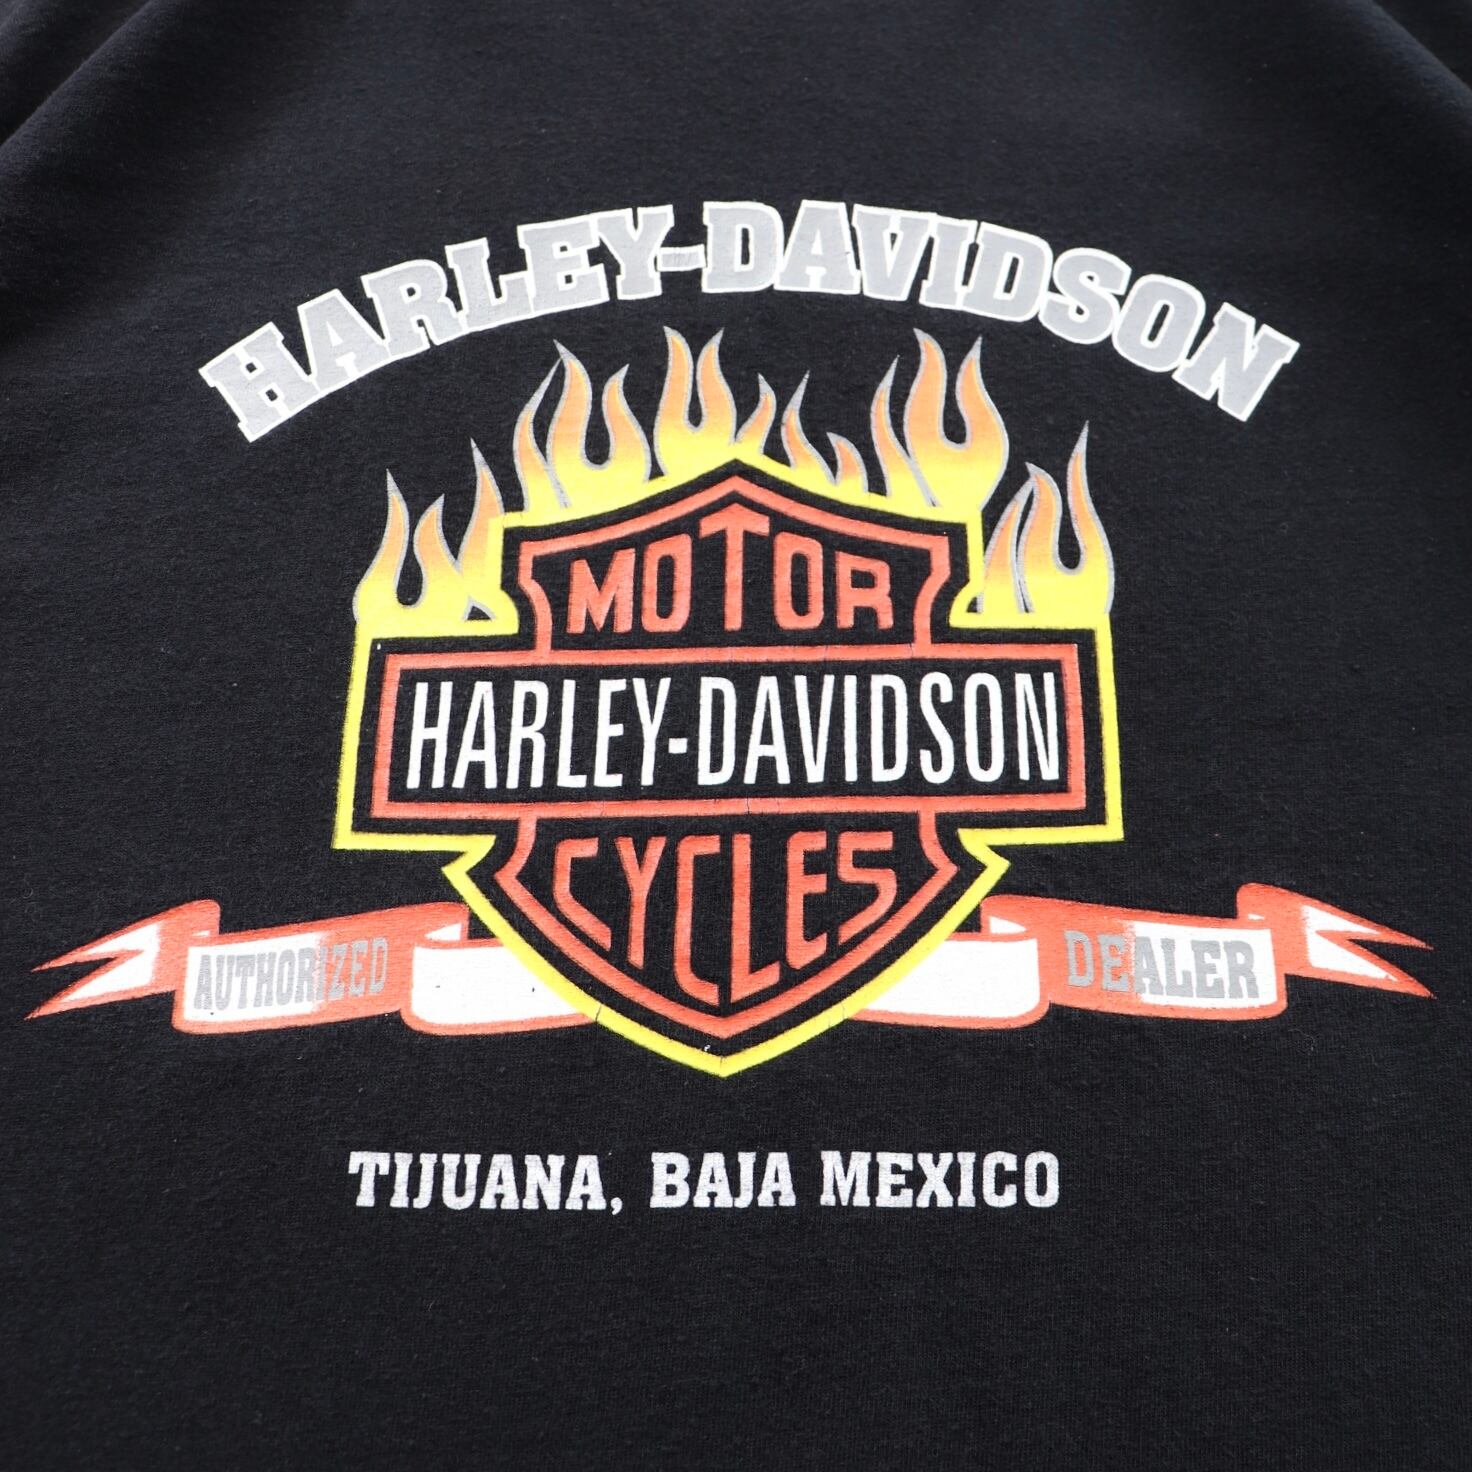 HARLEY-DAVIDSON
MOTOR
HARLEY-DAVIDSON
CYCLES
AUTHORIZED DEALER
TIJUANA, BAJA MEXICO